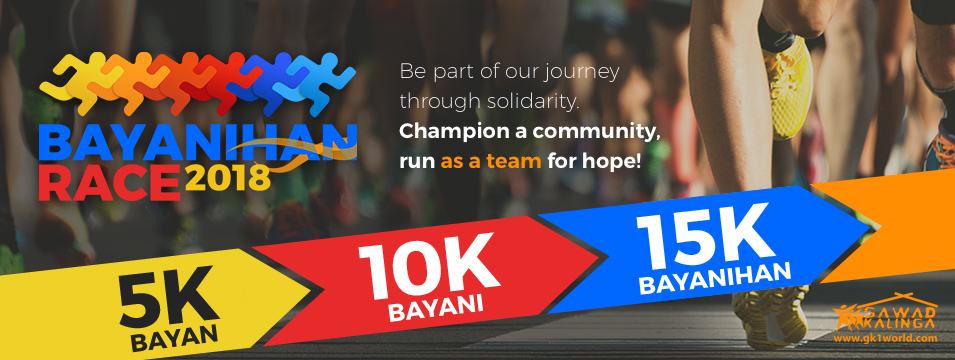 BAYANIHAN
RACE 2018
Be part of our journey
through solidarity.
Champion a community,
run as a team for hope!
5K
BAYAN
10K
BAYANI
15K
BAYANIHAN
GAWAD
KALINGA
www.gk1world.com